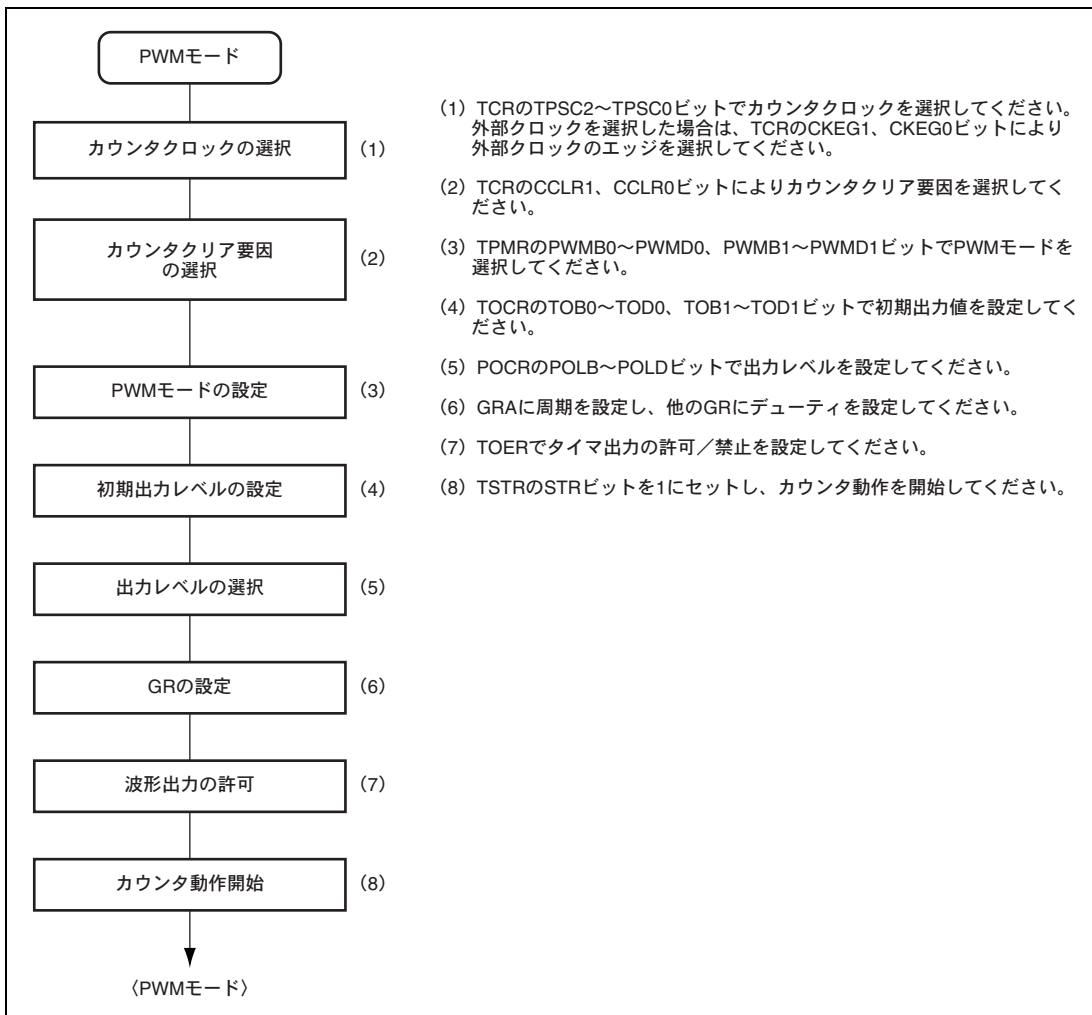 PWMモード
カウンタクロックの選択 (1)
カウンタクリア要因
の選択 (2)
PWMモードの設定 (3)
初期出力レベルの設定 (4)
出力レベルの選択 (5)
GRの設定 (6)
波形出力の許可 (7)
カウンタ動作開始 (8)
〈PWMモード〉
(1) TCRのTPSC2～TPSC0ビットでカウンタクロックを選択してください。
外部クロックを選択した場合は、TCRのCKEG1、CKEG0ビットにより
外部クロックのエッジを選択してください。
(2) TCRのCCLR1、CCLR0ビットによりカウンタクリア要因を選択してく
ださい。
(3) TPMRのPWMB0～PWMD0、PWMB1～PWMD1ビットでPWMモードを
選択してください。
(4) TOCRのTOB0～TOD0、TOB1～TOD1ビットで初期出力値を設定してく
ださい。
(5) POCRのPOLB～POLDビットで出力レベルを設定してください。
(6) GRAに周期を設定し、他のGRにデューティを設定してください。
(7) TOERでタイマ出力の許可／禁止を設定してください。
(8) TSTRのSTRビットを1にセットし、カウンタ動作を開始してください。